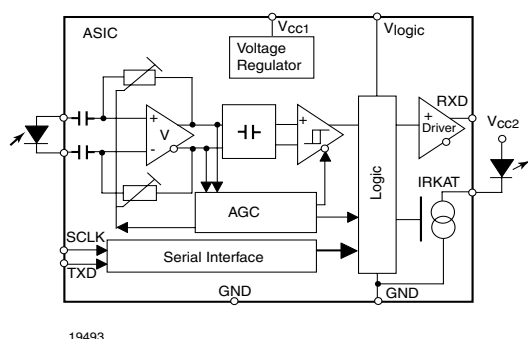 ASIC
VCC1
Vlogic
Voltage
Regulator
RXD
+
-
V
+
+
Driver
VCC2
Logic
IRKAT
AGC
SCLK
TXD
Serial Interface
GND
GND
19493